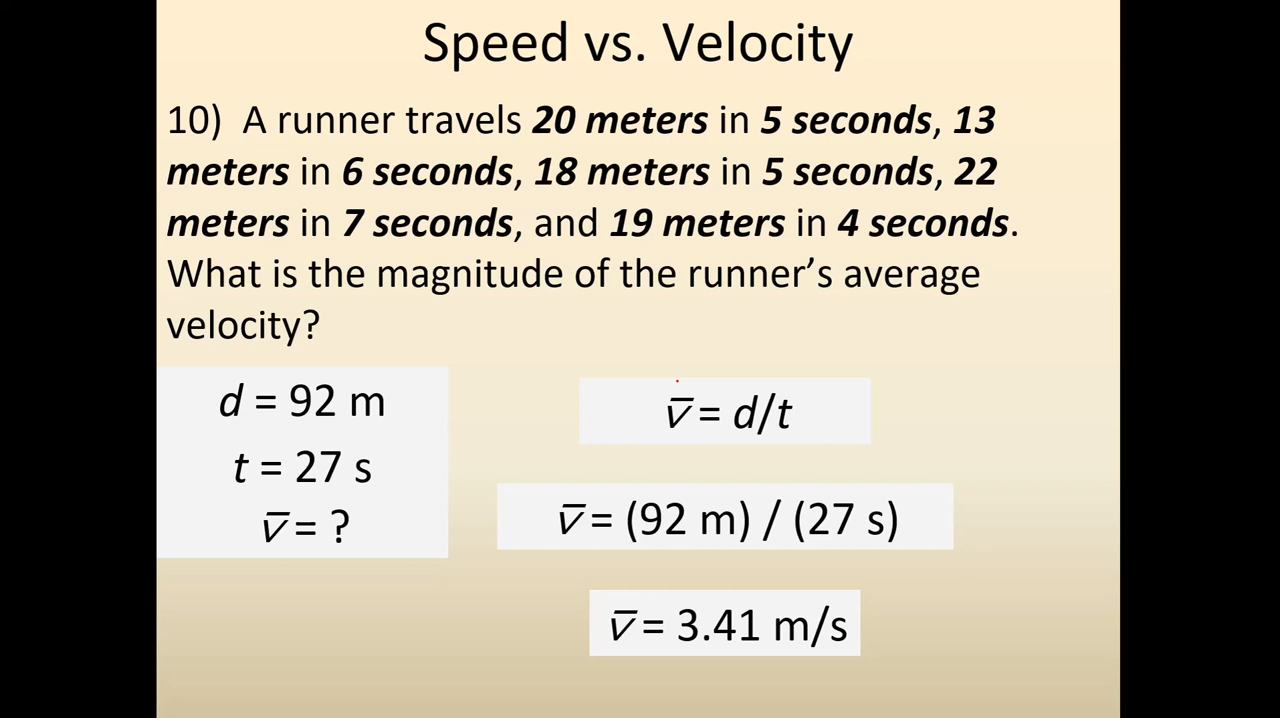 Speed vs. Velocity
10) A runner travels 20 meters in 5 seconds, 13
meters in 6 seconds, 18 meters in 5 seconds, 22
meters in 7 seconds, and 19 meters in 4 seconds.
What is the magnitude of the runner’s average
velocity?
d = 92 m
t = 27 s
v̅ = ?
v̅ = d/t
v̅ = (92 m) / (27 s)
v̅ = 3.41 m/s